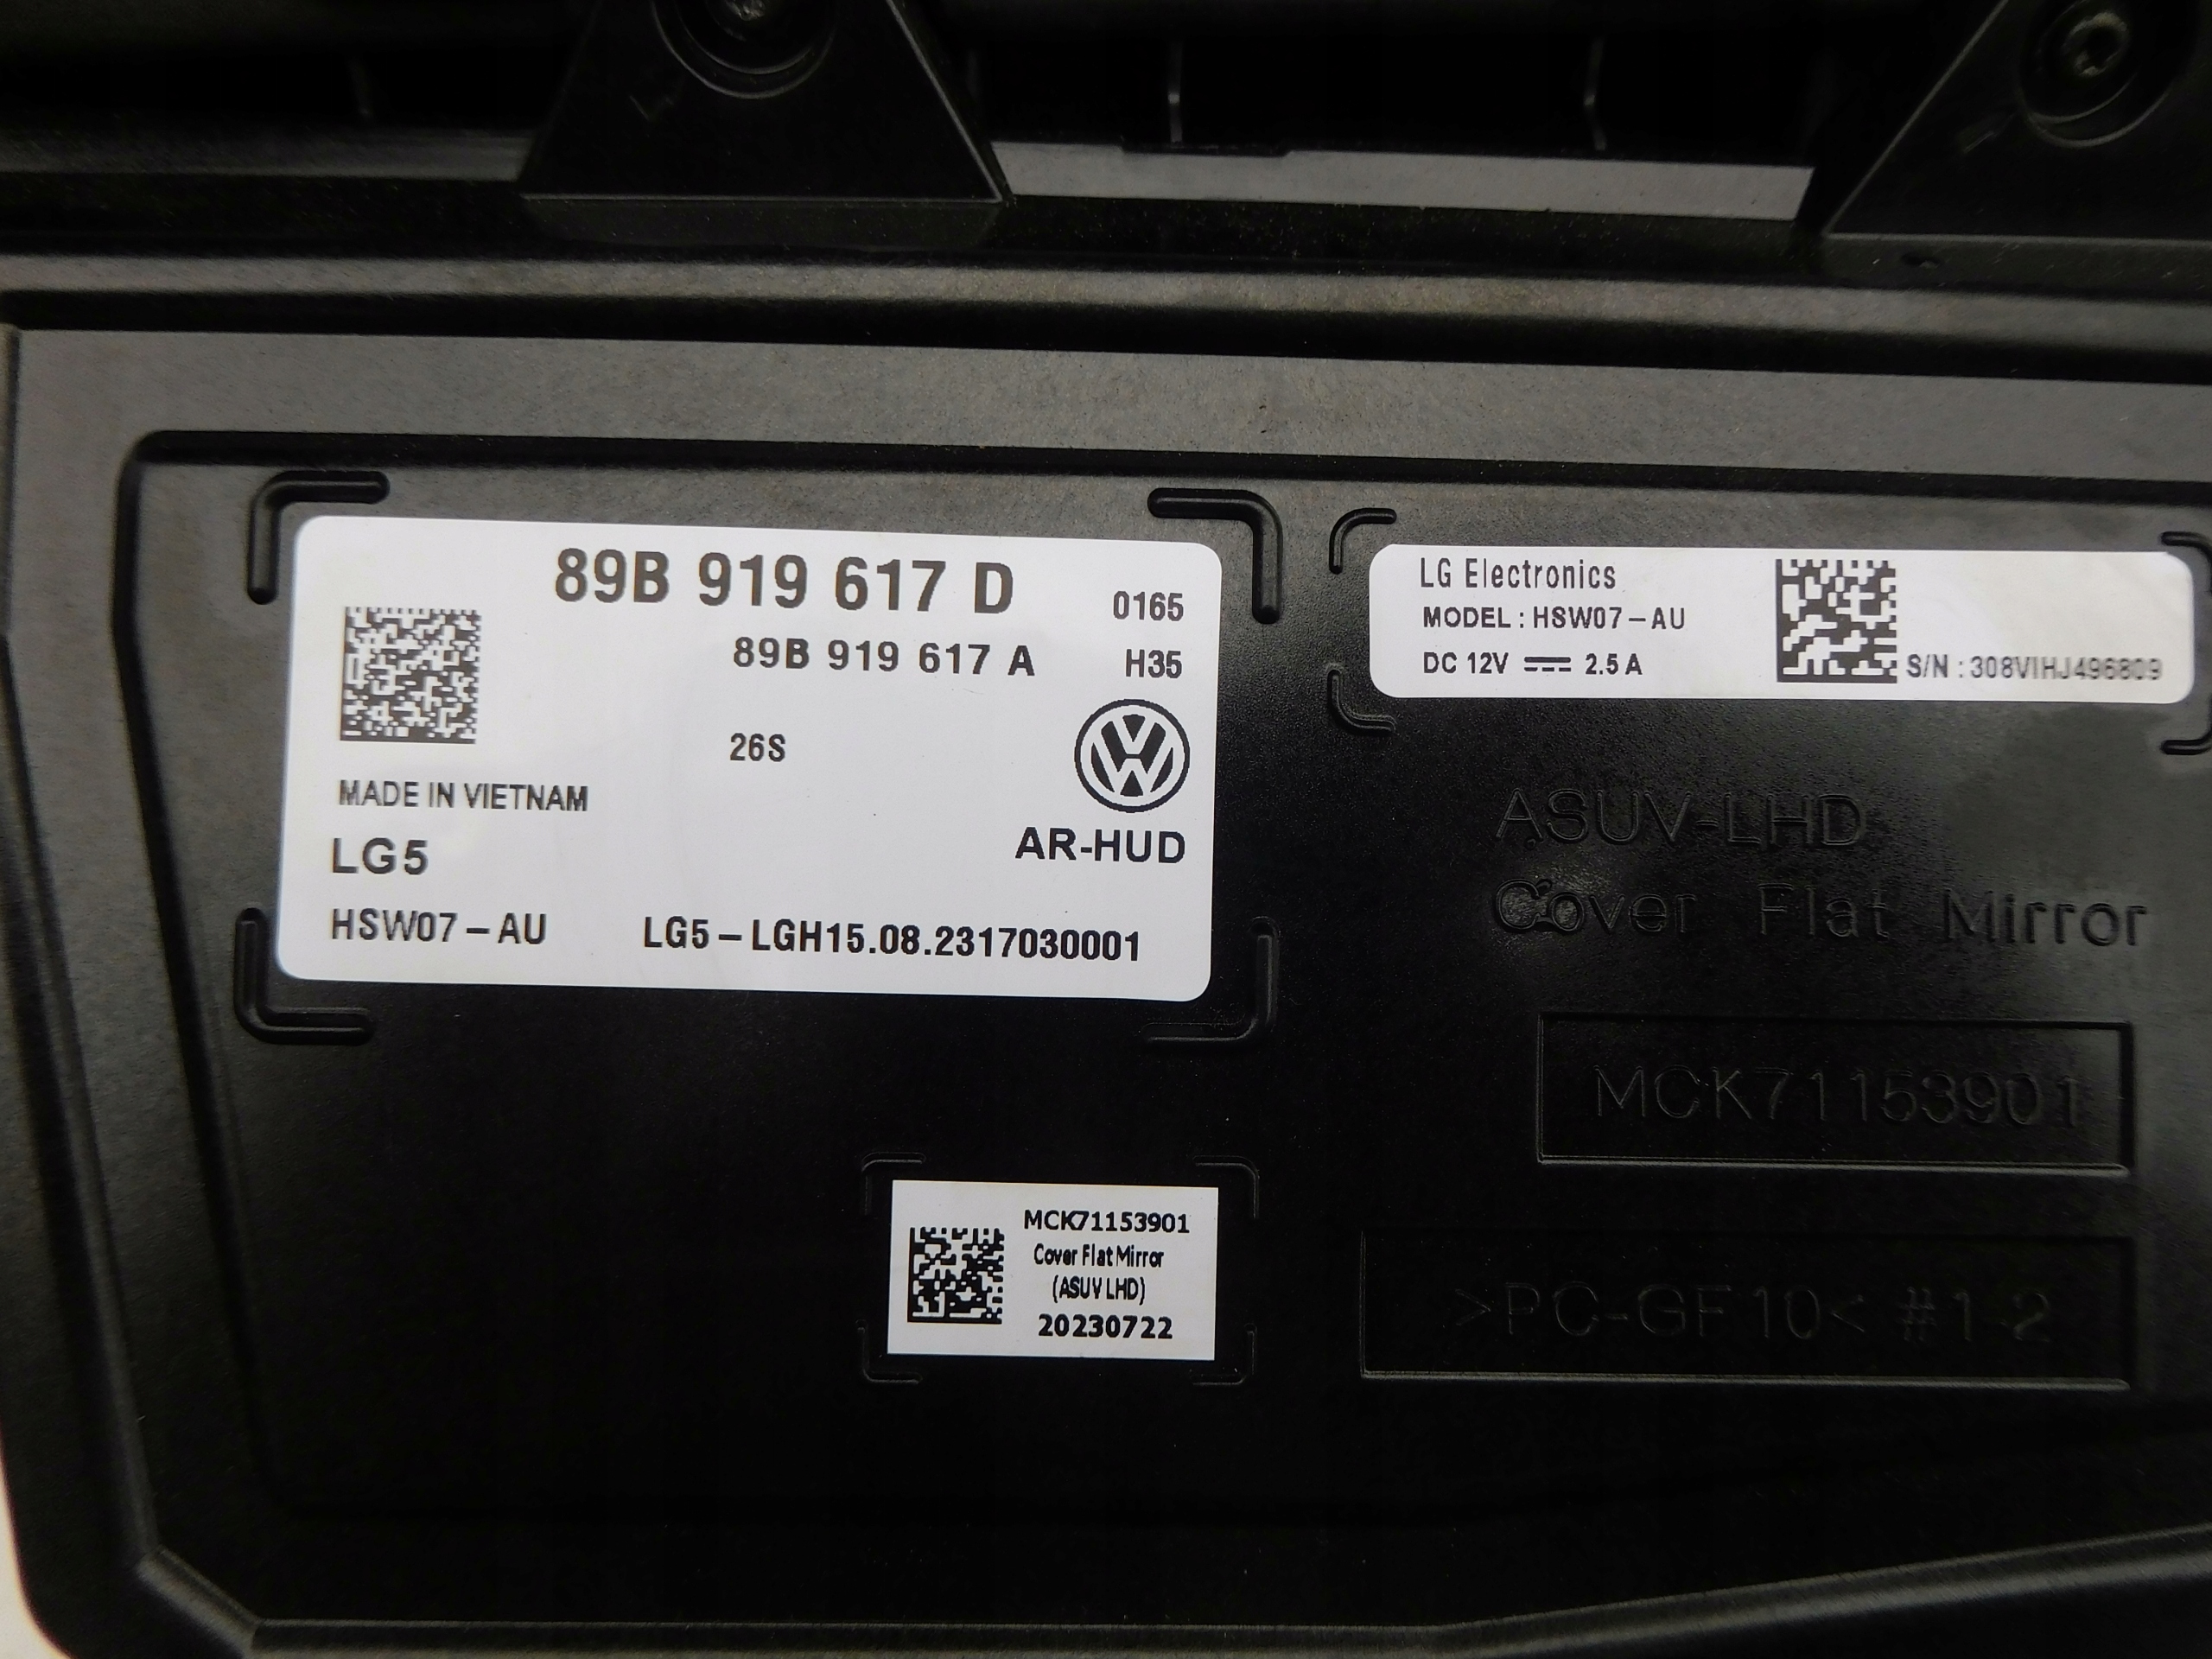 89B 919 617 D
0165
89B 919 617 A
H35
26S
MADE IN VIETNAM
LG5
AR-HUD
HSW07-AU
LG5-LGH15.08.2317030001
LG Electronics
MODEL : HSW07-AU
DC 12V 2.5 A
S/N : 308VIHJ496809
ASUV-LHD
Cover Flat Mirror
MCK71153901
>PC-GF10< #1-2
MCK71153901
Cover Flat Mirror
(ASUV LHD)
20230722